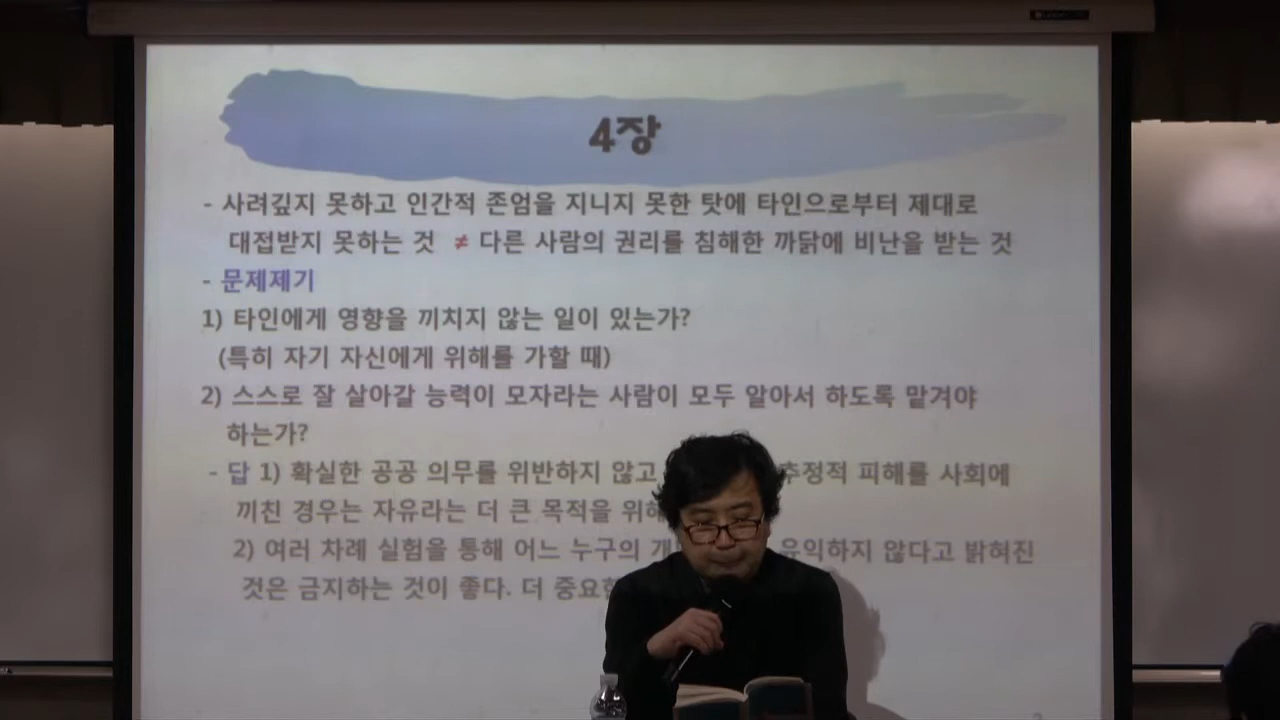 4장
- 사려깊지 못하고 인간적 존엄을 지니지 못한 탓에 타인으로부터 제대로
대접받지 못하는 것 ≠ 다른 사람의 권리를 침해한 까닭에 비난을 받는 것
- 문제제기
1) 타인에게 영향을 끼치지 않는 일이 있는가?
(특히 자기 자신에게 위해를 가할 때)
2) 스스로 잘 살아갈 능력이 모자라는 사람이 모두 알아서 하도록 맡겨야
하는가?
- 답 1) 확실한 공공 의무를 위반하지 않고 추정적 피해를 사회에
끼친 경우는 자유라는 더 큰 목적을 위해
2) 여러 차례 실험을 통해 어느 누구의 유익하지 않다고 밝혀진
것은 금지하는 것이 좋다. 더